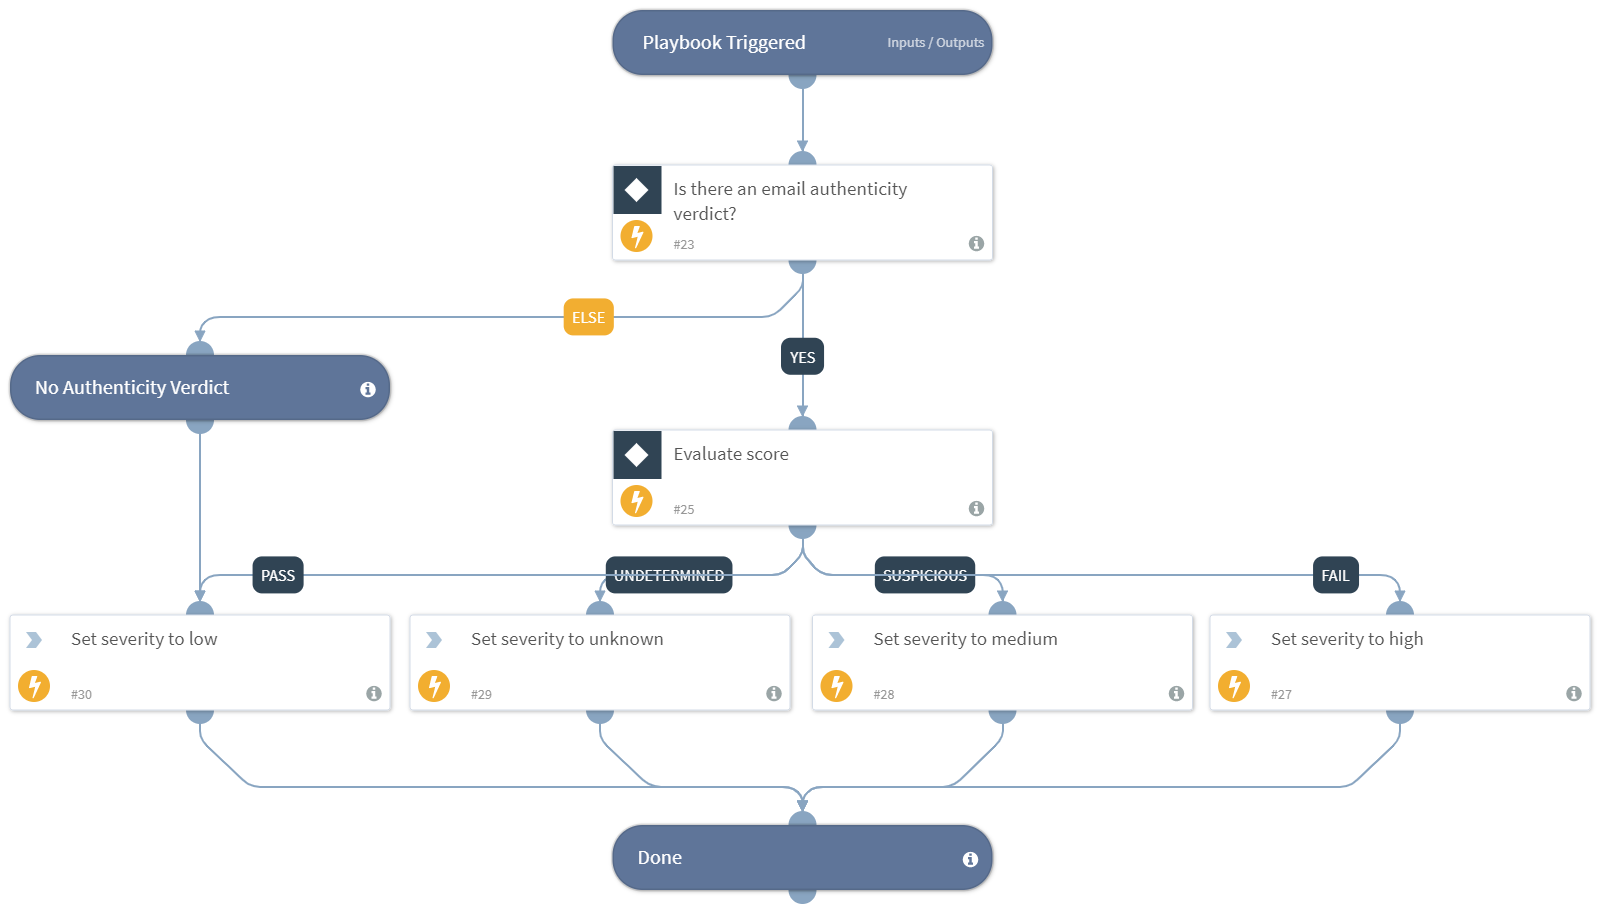 Playbook Triggered
Inputs / Outputs
Is there an email authenticity
verdict?
#23
ELSE
YES
No Authenticity Verdict
Evaluate score
#25
PASS
UNDETERMINED
SUSPICIOUS
FAIL
Set severity to low
#30
Set severity to unknown
#29
Set severity to medium
#28
Set severity to high
#27
Done